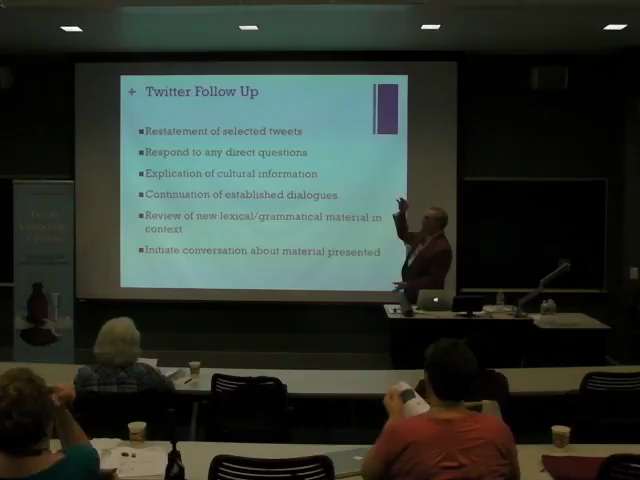 + Twitter Follow Up
■Restatement of selected tweets
■Respond to any direct questions
■Explication of cultural information
■Continuation of established dialogues
■Review of new lexical/grammatical material in
context
■Initiate conversation about material presented